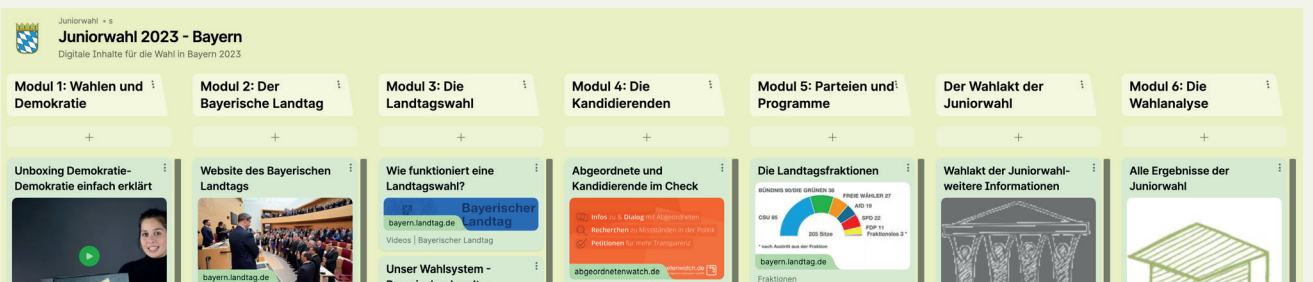 Juniorwahl • s
Juniorwahl 2023 - Bayern
Digitale Inhalte für die Wahl in Bayern 2023
Modul 1: Wahlen und
Demokratie
Modul 2: Der
Bayerische Landtag
Modul 3: Die
Landtagswahl
Modul 4: Die
Kandidierenden
Modul 5: Parteien und
Programme
Der Wahlakt der
Juniorwahl
Modul 6: Die
Wahlanalyse
+
+
+
+
+
+
+
Unboxing Demokratie-
Demokratie einfach erklärt
Website des Bayerischen
Landtags
bayern.landtag.de
Wie funktioniert eine
Landtagswahl?
Bayerischer
Landtag
bayern.landtag.de
Videos | Bayerischer Landtag
Unser Wahlsystem -
Abgeordnete und
Kandidierende im Check
Infos zu & Dialog mit Abgeordneten
Recherchen zu Missständen in der Politik
Petitionen für mehr Transparenz
abgeordnetenwatch.de
Die Landtagsfraktionen
BÜNDNIS 90/DIE GRÜNEN 38
FREIE WÄHLER 27
AfD 19
CSU 85
SPD 22
FDP 11
205 Sitze
Fraktionslos 3 *
* nach Austritt aus der Fraktion
bayern.landtag.de
Fraktionen
Wahlakt der Juniorwahl-
weitere Informationen
Alle Ergebnisse der
Juniorwahl